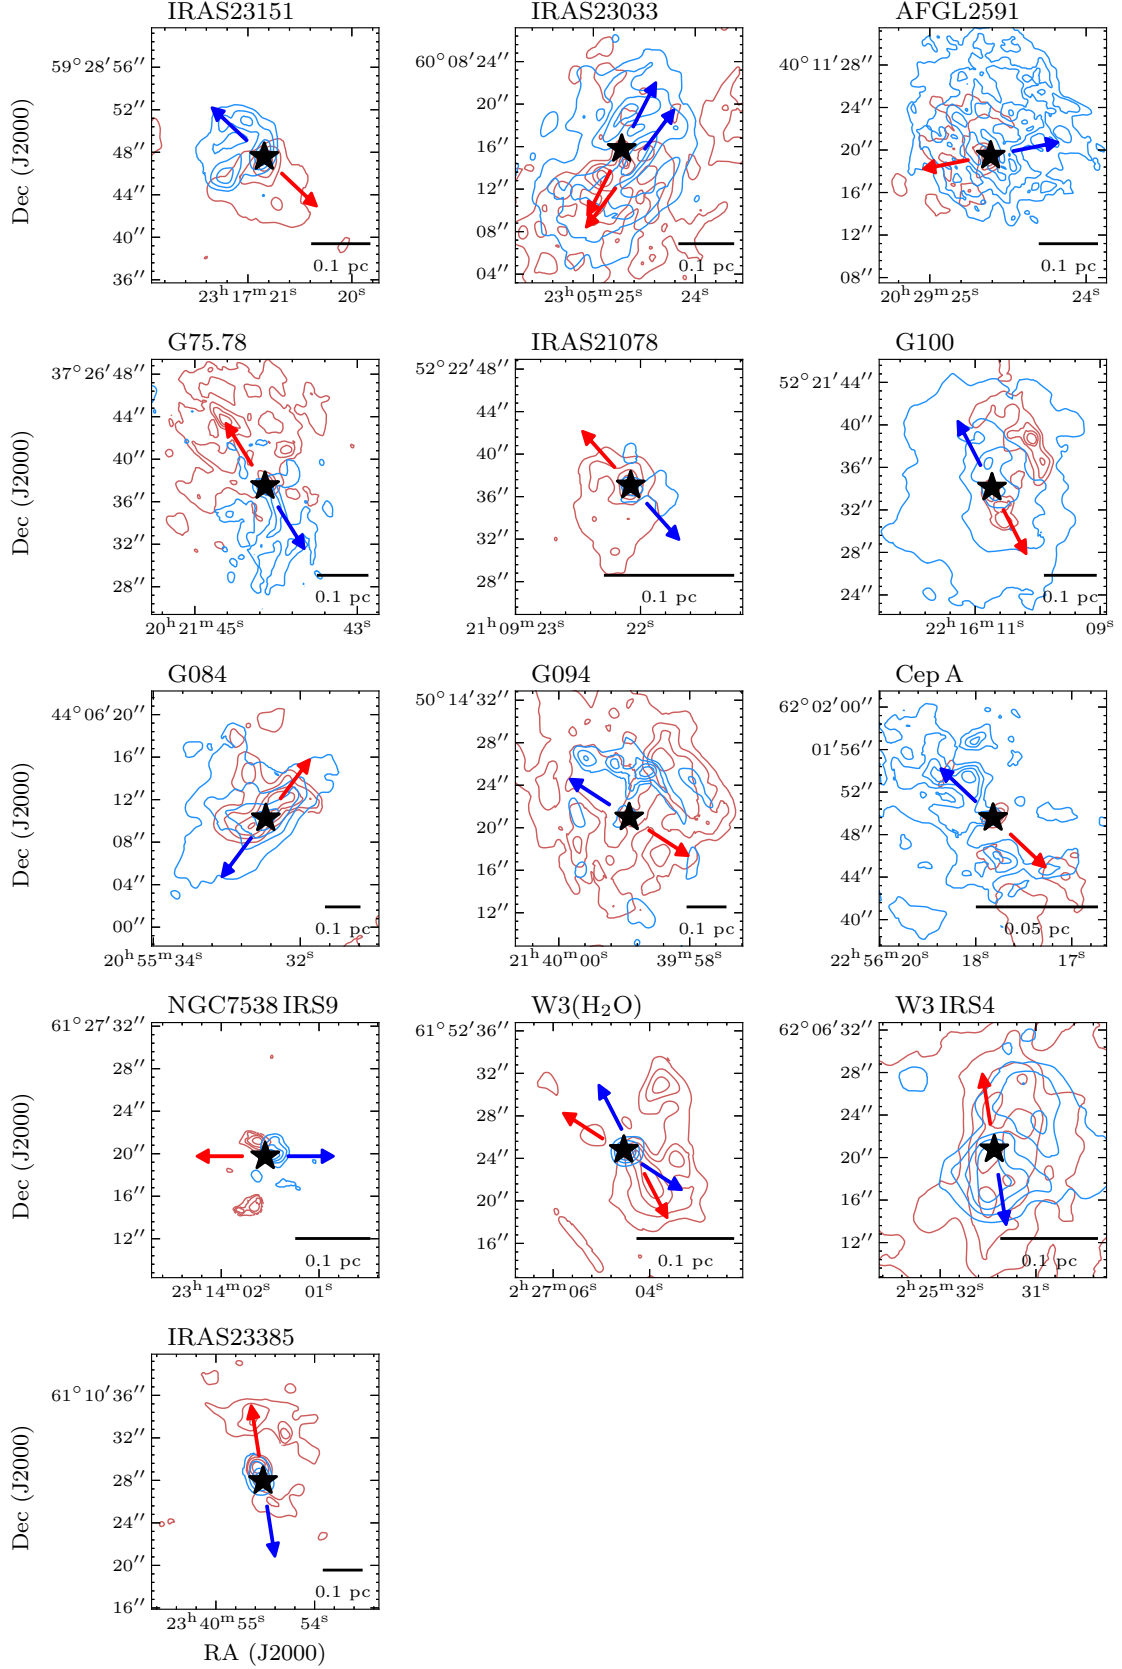 IRAS23151
IRAS23033
AFGL2591
Dec (J2000)
59°28′56′′
52′′
48′′
44′′
40′′
36′′
0.1 pc
23ʰ17ᵐ21ˢ
20ˢ
60°08′24′′
20′′
16′′
12′′
08′′
04′′
0.1 pc
23ʰ05ᵐ25ˢ
24ˢ
40°11′28′′
24′′
20′′
16′′
12′′
08′′
0.1 pc
20ʰ29ᵐ25ˢ
24ˢ
G75.78
IRAS21078
G100
Dec (J2000)
37°26′48′′
44′′
40′′
36′′
32′′
28′′
0.1 pc
20ʰ21ᵐ45ˢ
43ˢ
52°22′48′′
44′′
40′′
36′′
32′′
28′′
0.1 pc
21ʰ09ᵐ23ˢ
22ˢ
52°21′44′′
40′′
36′′
32′′
28′′
24′′
0.1 pc
22ʰ16ᵐ11ˢ
09ˢ
G084
G094
Cep A
Dec (J2000)
44°06′20′′
16′′
12′′
08′′
04′′
00′′
0.1 pc
20ʰ55ᵐ34ˢ
32ˢ
50°14′32′′
28′′
24′′
20′′
16′′
12′′
0.1 pc
21ʰ40ᵐ00ˢ
39ᵐ58ˢ
62°02′00′′
01′56′′
52′′
48′′
44′′
40′′
0.05 pc
22ʰ56ᵐ20ˢ
18ˢ
17ˢ
NGC7538 IRS9
W3(H₂O)
W3 IRS4
Dec (J2000)
61°27′32′′
28′′
24′′
20′′
16′′
12′′
0.1 pc
23ʰ14ᵐ02ˢ
01ˢ
61°52′36′′
32′′
28′′
24′′
20′′
16′′
0.1 pc
2ʰ27ᵐ06ˢ
04ˢ
62°06′32′′
28′′
24′′
20′′
16′′
12′′
0.1 pc
2ʰ25ᵐ32ˢ
31ˢ
IRAS23385
Dec (J2000)
61°10′36′′
32′′
28′′
24′′
20′′
16′′
0.1 pc
23ʰ40ᵐ55ˢ
54ˢ
RA (J2000)